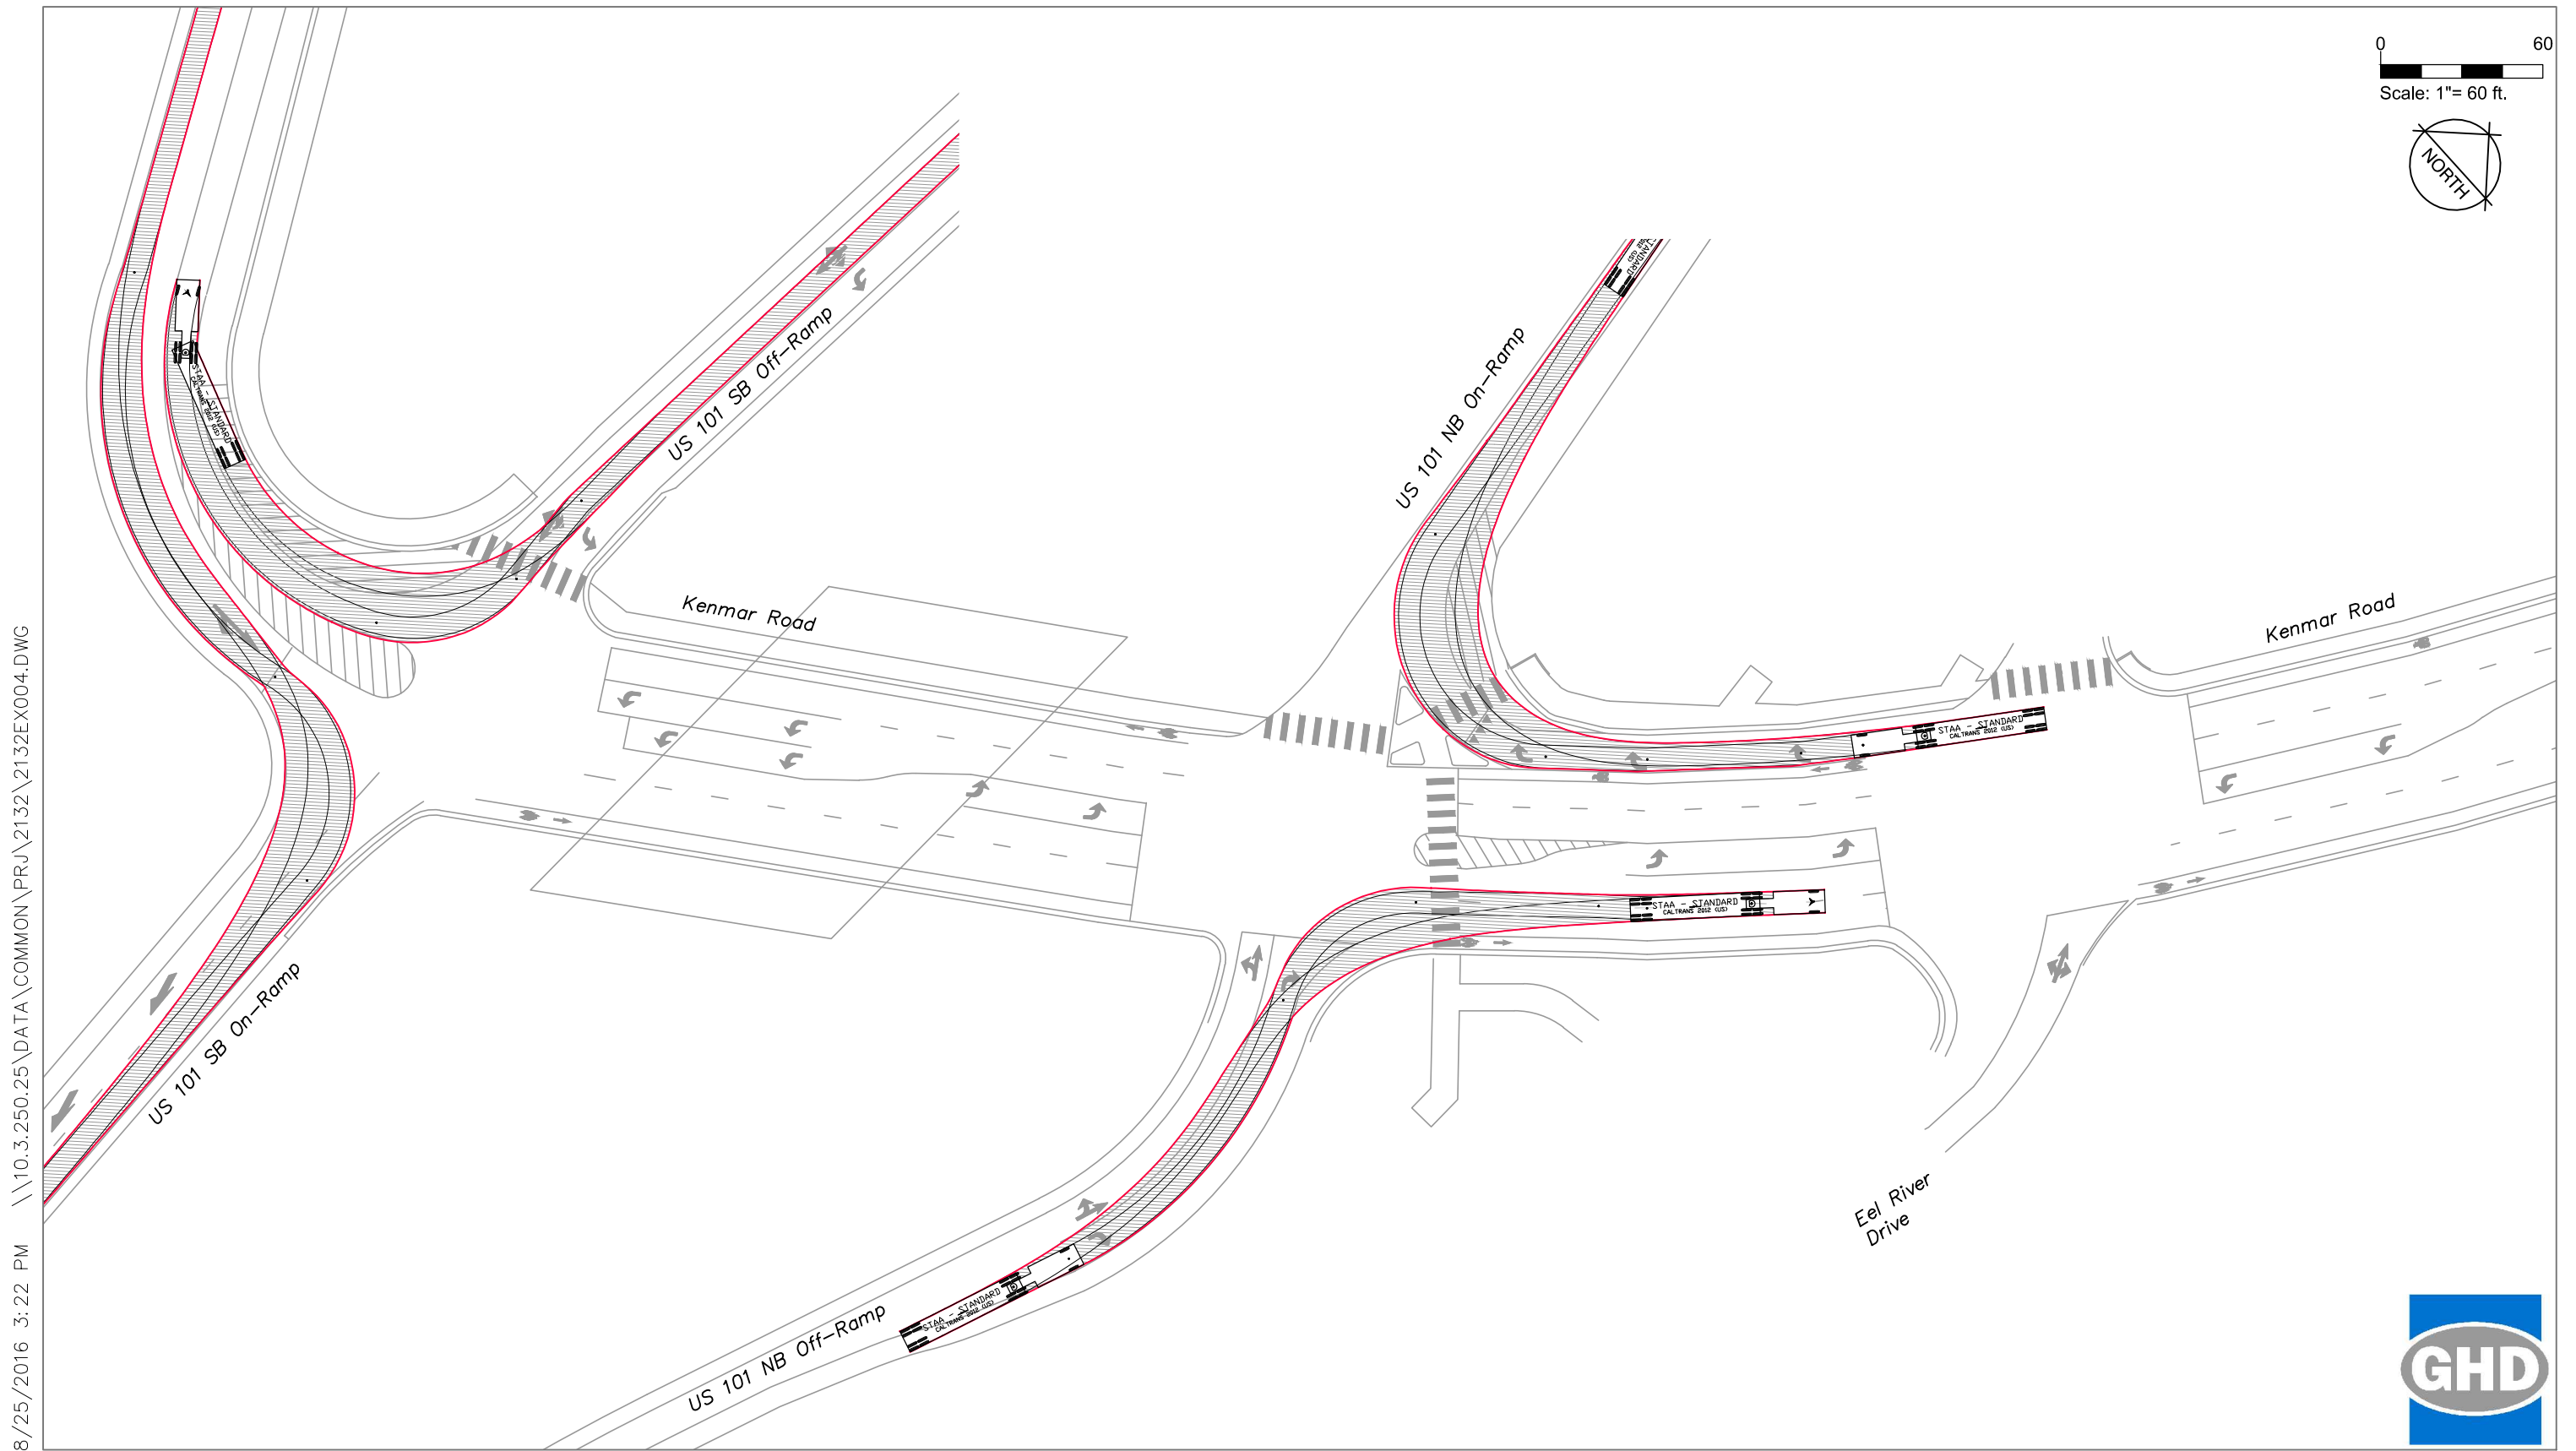 0 60
Scale: 1"= 60 ft.
NORTH
US 101 SB Off-Ramp
US 101 NB On-Ramp
STANDARD
STAA - STANDARD
CALTRANS 2012 (US)
Kenmar Road
Kenmar Road
STAA - STANDARD
CALTRANS 2012 (US)
STAA - STANDARD
CALTRANS 2012 (US)
US 101 SB On-Ramp
Eel River
Drive
STAA - STANDARD
CALTRANS 2012 (US)
US 101 NB Off-Ramp
GHD
8/25/2016 3:22 PM \\10.3.250.25\DATA\COMMON\PRJ\2132\2132EX004.DWG